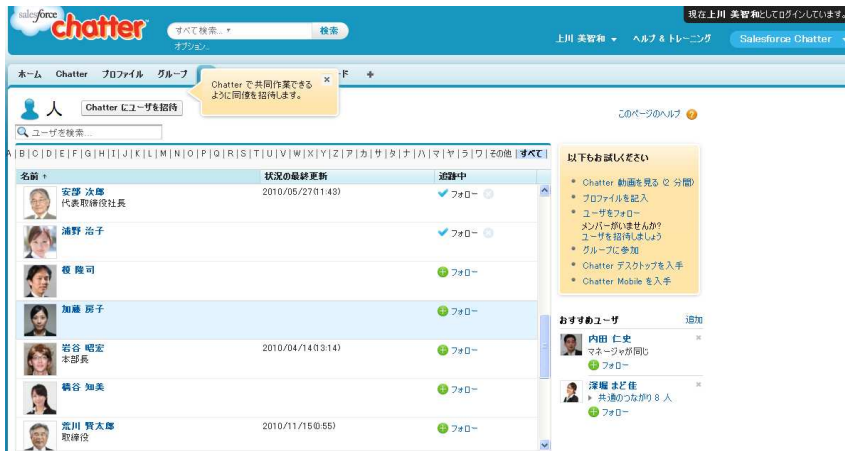 現在上川 美智和としてログインしています。
salesforce
chatter
すべて検索...
検索
オプション...
上川 美智和
ヘルプ & トレーニング
Salesforce Chatter
ホーム Chatter プロファイル グループ
ド +
Chatter で共同作業できる
ように同僚を招待します。
×
人
Chatter にユーザを招待
このページのヘルプ
ユーザを検索...
A | B | C | D | E | F | G | H | I | J | K | L | M | N | O | P | Q | R | S | T | U | V | W | X | Y | Z | ア | カ | サ | タ | ナ | ハ | マ | ヤ | ラ | ワ | その他 | すべて |
名前 ↑ 状況の最終更新 追跡中
安部 次郎 2010/05/27(11:43) フォロー
代表取締役社長
浦野 治子 フォロー
榎 隆司 フォロー
加藤 房子 フォロー
岩谷 昭宏 2010/04/14(13:14) フォロー
本部長
橋谷 知美 フォロー
荒川 賢太郎 2010/11/15(0:55) フォロー
取締役
以下もお試しください
Chatter 動画を見る (2 分間)
プロファイルを記入
ユーザをフォロー
メンバーがいませんか?
ユーザを招待しましょう
グループに参加
Chatter デスクトップを入手
Chatter Mobile を入手
おすすめユーザ 追加
内田 仁史
マネージャが同じ
フォロー
深堀 まど佳
共通のつながり 8 人
フォロー